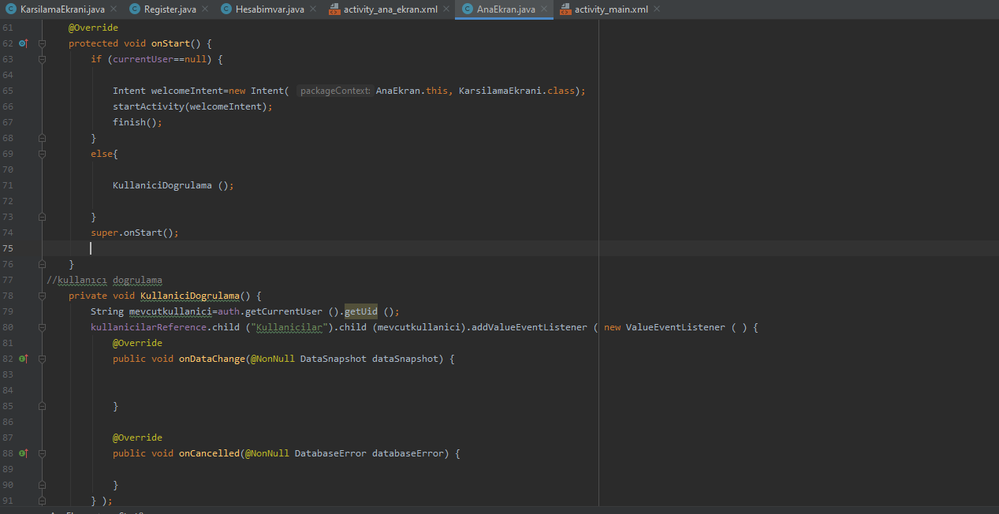 KarsilamaEkrani.java Register.java Hesabimvar.java activity_ana_ekran.xml AnaEkran.java activity_main.xml
61 @Override
62 protected void onStart() {
63 if (currentUser==null) {
64
65 Intent welcomeIntent=new Intent( packageContext: AnaEkran.this, KarsilamaEkrani.class);
66 startActivity(welcomeIntent);
67 finish();
68 }
69 else{
70
71 KullaniciDogrulama ();
72
73 }
74 super.onStart();
75
76 }
77 //kullanıcı dogrulama
78 private void KullaniciDogrulama() {
79 String mevcutkullanici=auth.getCurrentUser ().getUid ();
80 kullanicilarReference.child ("Kullanicilar").child (mevcutkullanici).addValueEventListener ( new ValueEventListener ( ) {
81 @Override
82 public void onDataChange(@NonNull DataSnapshot dataSnapshot) {
83
84
85 }
86
87 @Override
88 public void onCancelled(@NonNull DatabaseError databaseError) {
89
90 }
91 } );